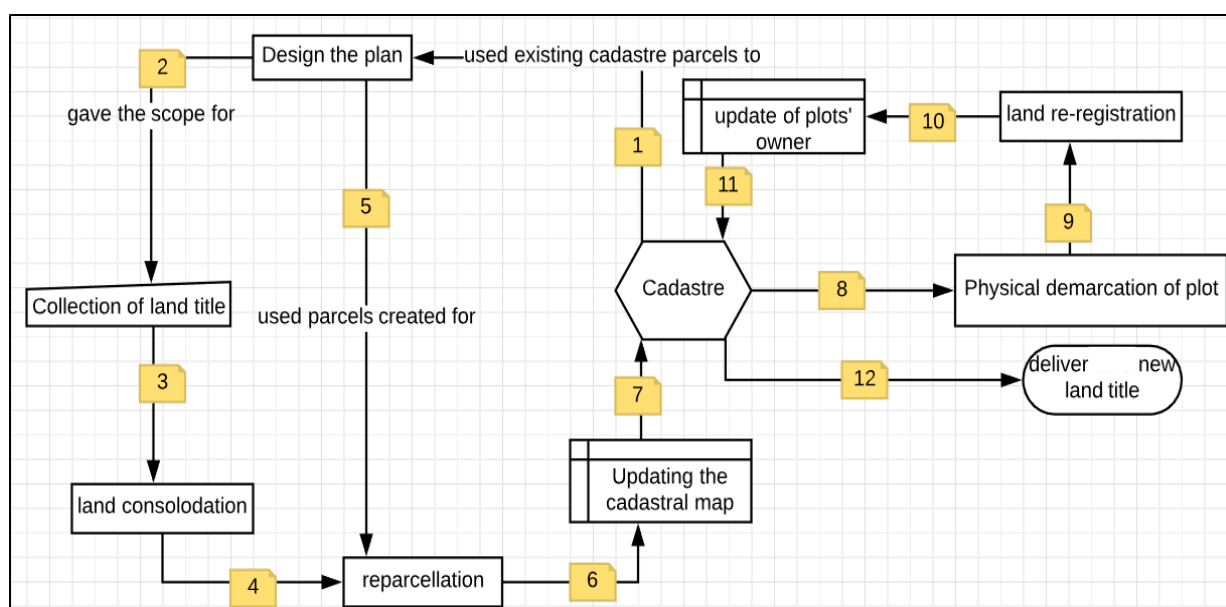 Design the plan
used existing cadastre parcels to
2
gave the scope for
update of plots'
owner
land re-registration
10
1
11
5
9
Collection of land title
Cadastre
8
Physical demarcation of plot
used parcels created for
3
7
12
deliver new
land title
Updating the
cadastral map
land consolodation
4
reparcellation
6